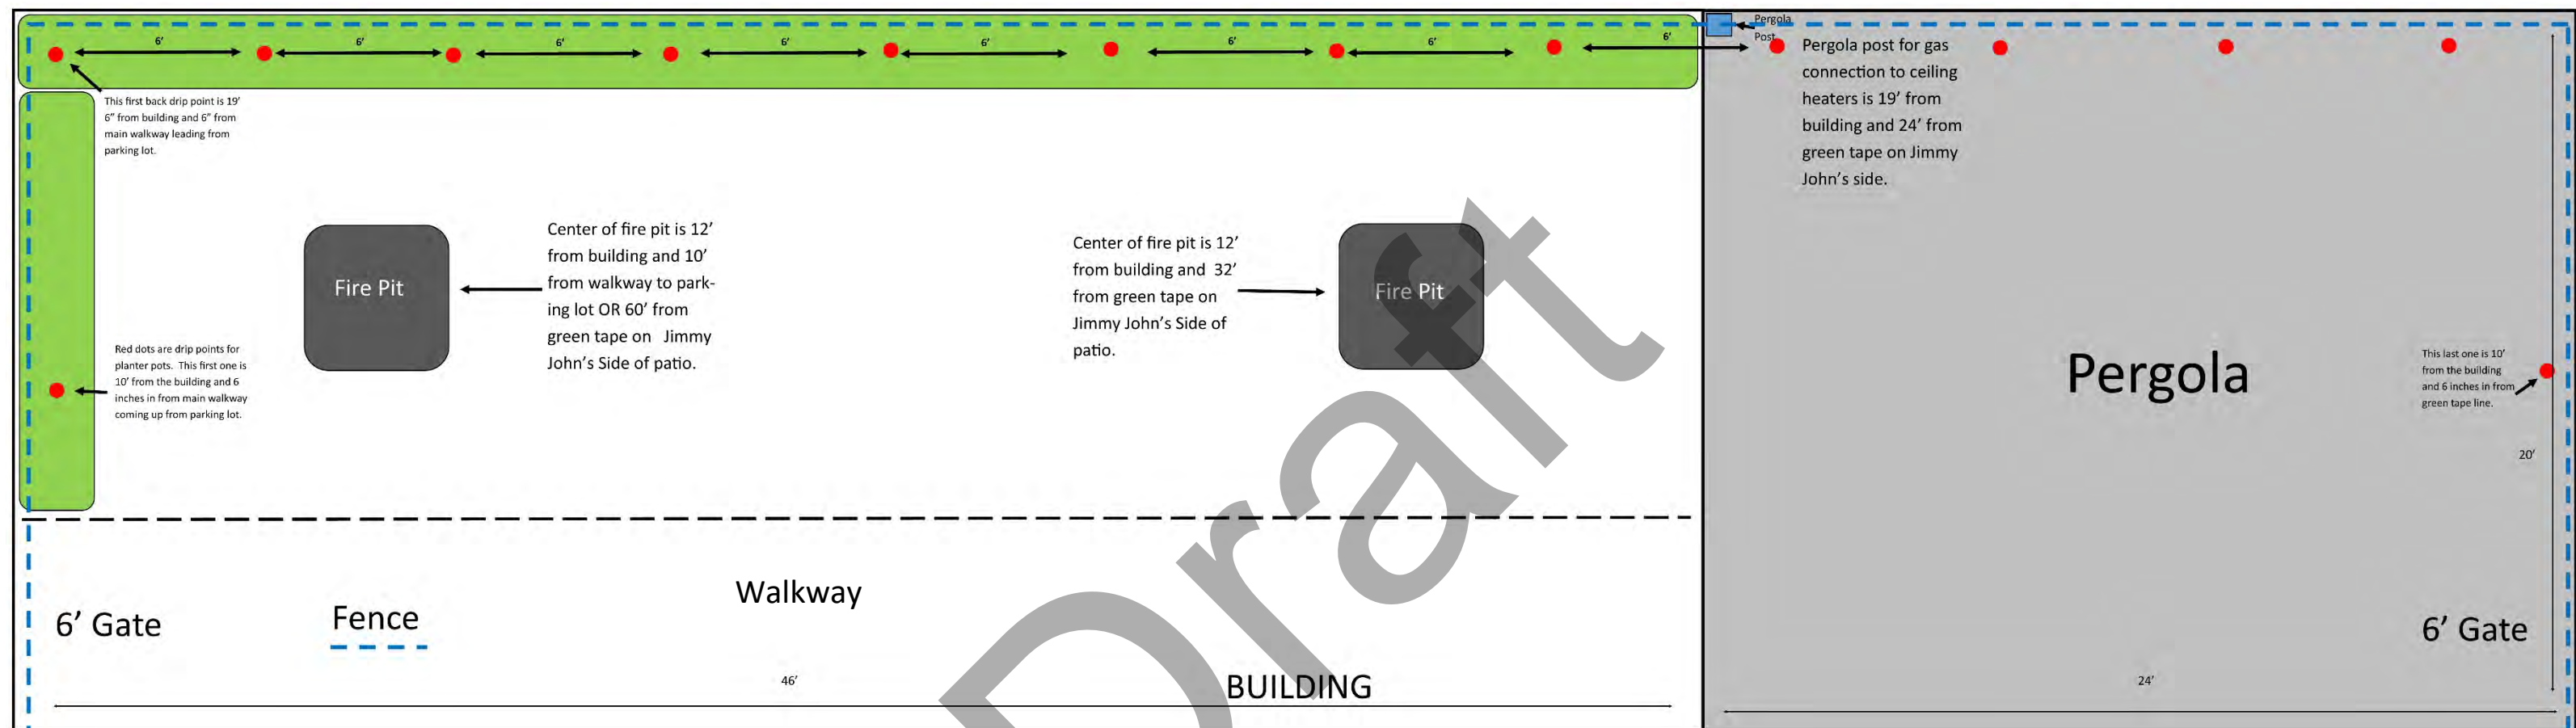 6’
6’
6’
6’
6’
6’
6’
6’
Pergola
Post
Pergola post for gas
connection to ceiling
heaters is 19’ from
building and 24’ from
green tape on Jimmy
John’s side.
This first back drip point is 19’
6” from building and 6” from
main walkway leading from
parking lot.
Fire Pit
Center of fire pit is 12’
from building and 10’
from walkway to park-
ing lot OR 60’ from
green tape on Jimmy
John’s Side of patio.
Center of fire pit is 12’
from building and 32’
from green tape on
Jimmy John’s Side of
patio.
Fire Pit
Red dots are drip points for
planter pots. This first one is
10’ from the building and 6
inches in from main walkway
coming up from parking lot.
Pergola
This last one is 10’
from the building
and 6 inches in from
green tape line.
20’
Walkway
6’ Gate
Fence
6’ Gate
46’
BUILDING
24’
Draft